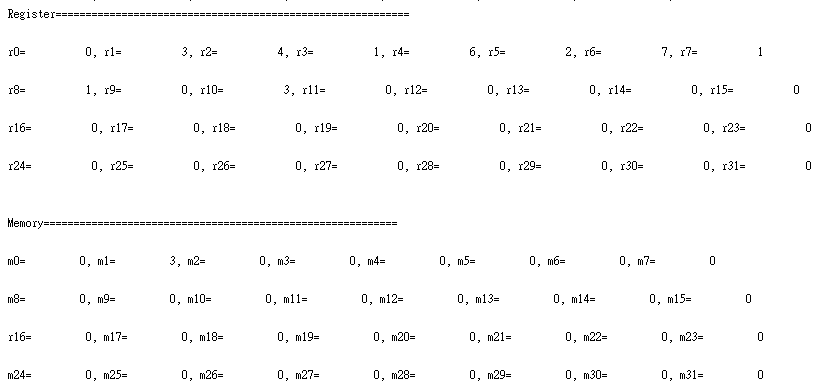 Register===========================================================
r0= 0, r1= 3, r2= 4, r3= 1, r4= 6, r5= 2, r6= 7, r7= 1
r8= 1, r9= 0, r10= 3, r11= 0, r12= 0, r13= 0, r14= 0, r15= 0
r16= 0, r17= 0, r18= 0, r19= 0, r20= 0, r21= 0, r22= 0, r23= 0
r24= 0, r25= 0, r26= 0, r27= 0, r28= 0, r29= 0, r30= 0, r31= 0
Memory===========================================================
m0= 0, m1= 3, m2= 0, m3= 0, m4= 0, m5= 0, m6= 0, m7= 0
m8= 0, m9= 0, m10= 0, m11= 0, m12= 0, m13= 0, m14= 0, m15= 0
r16= 0, m17= 0, m18= 0, m19= 0, m20= 0, m21= 0, m22= 0, m23= 0
m24= 0, m25= 0, m26= 0, m27= 0, m28= 0, m29= 0, m30= 0, m31= 0